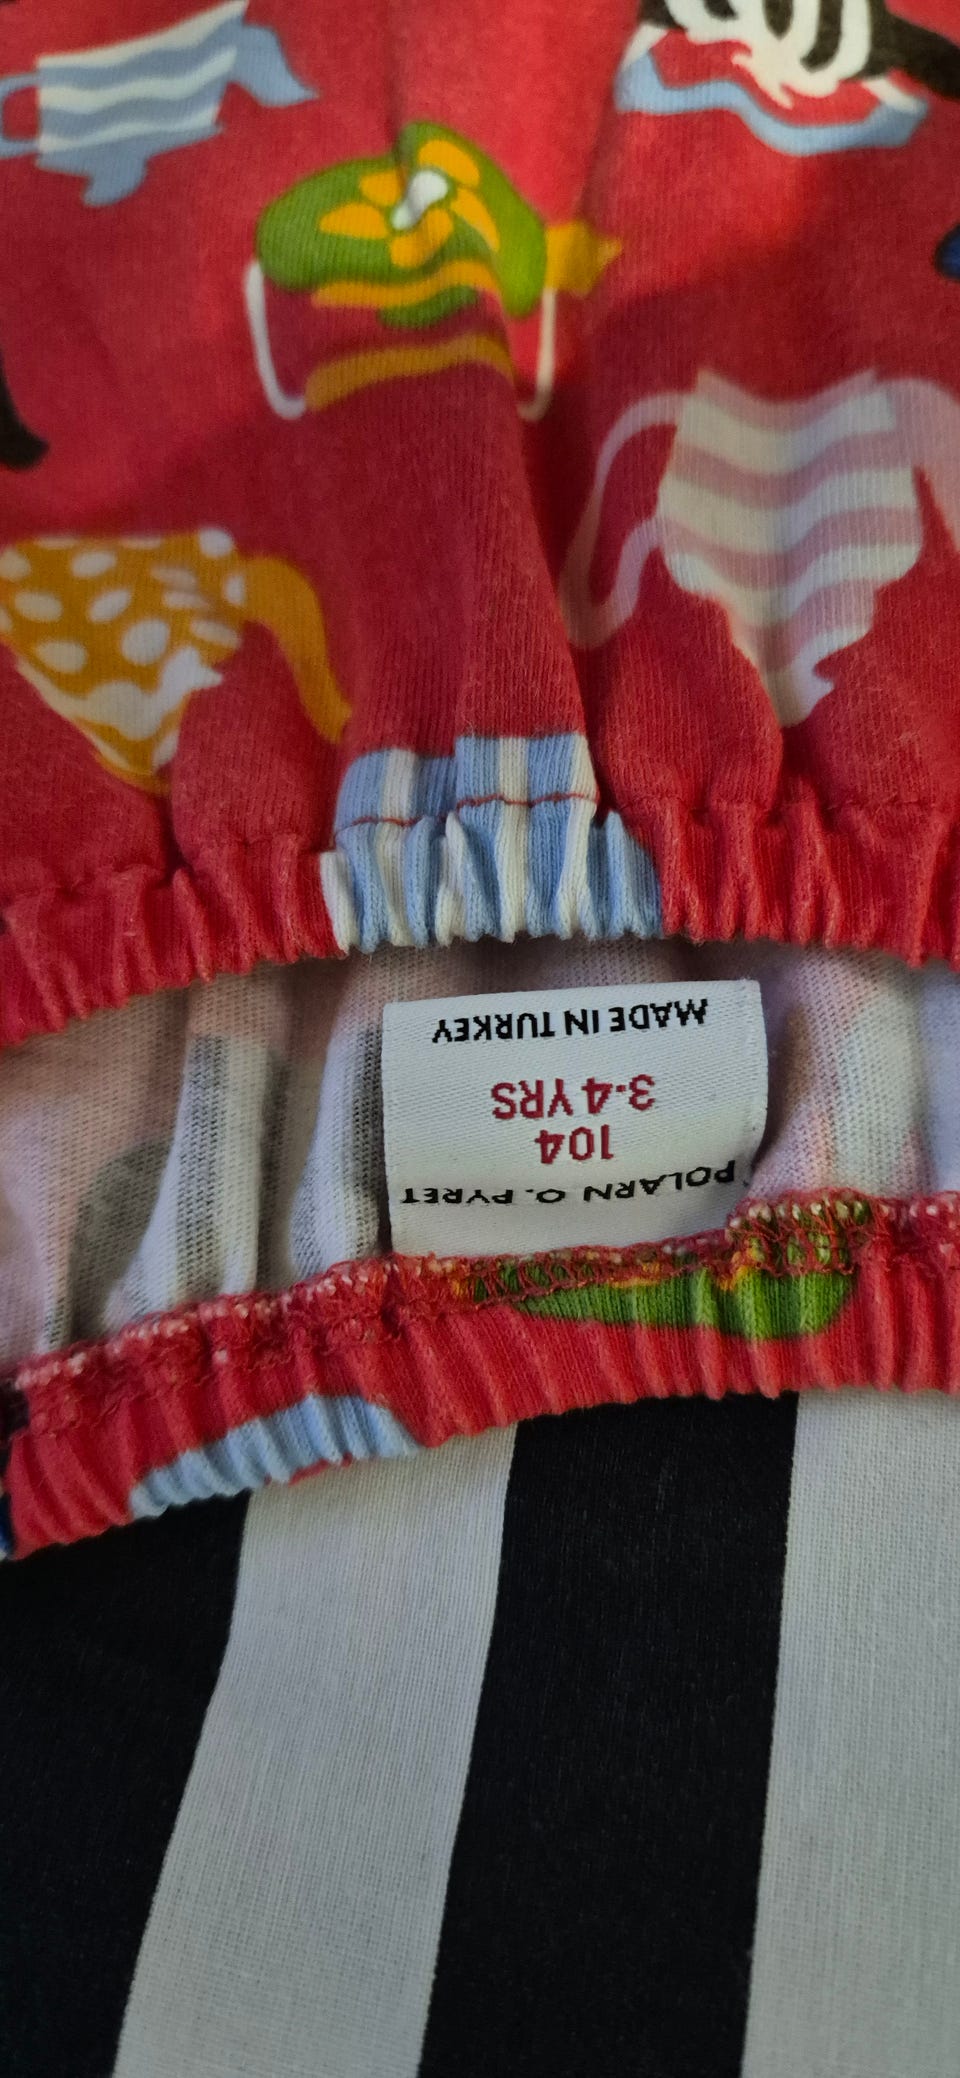 POLARN O. PYRET
104
3-4 YRS
MADE IN TURKEY